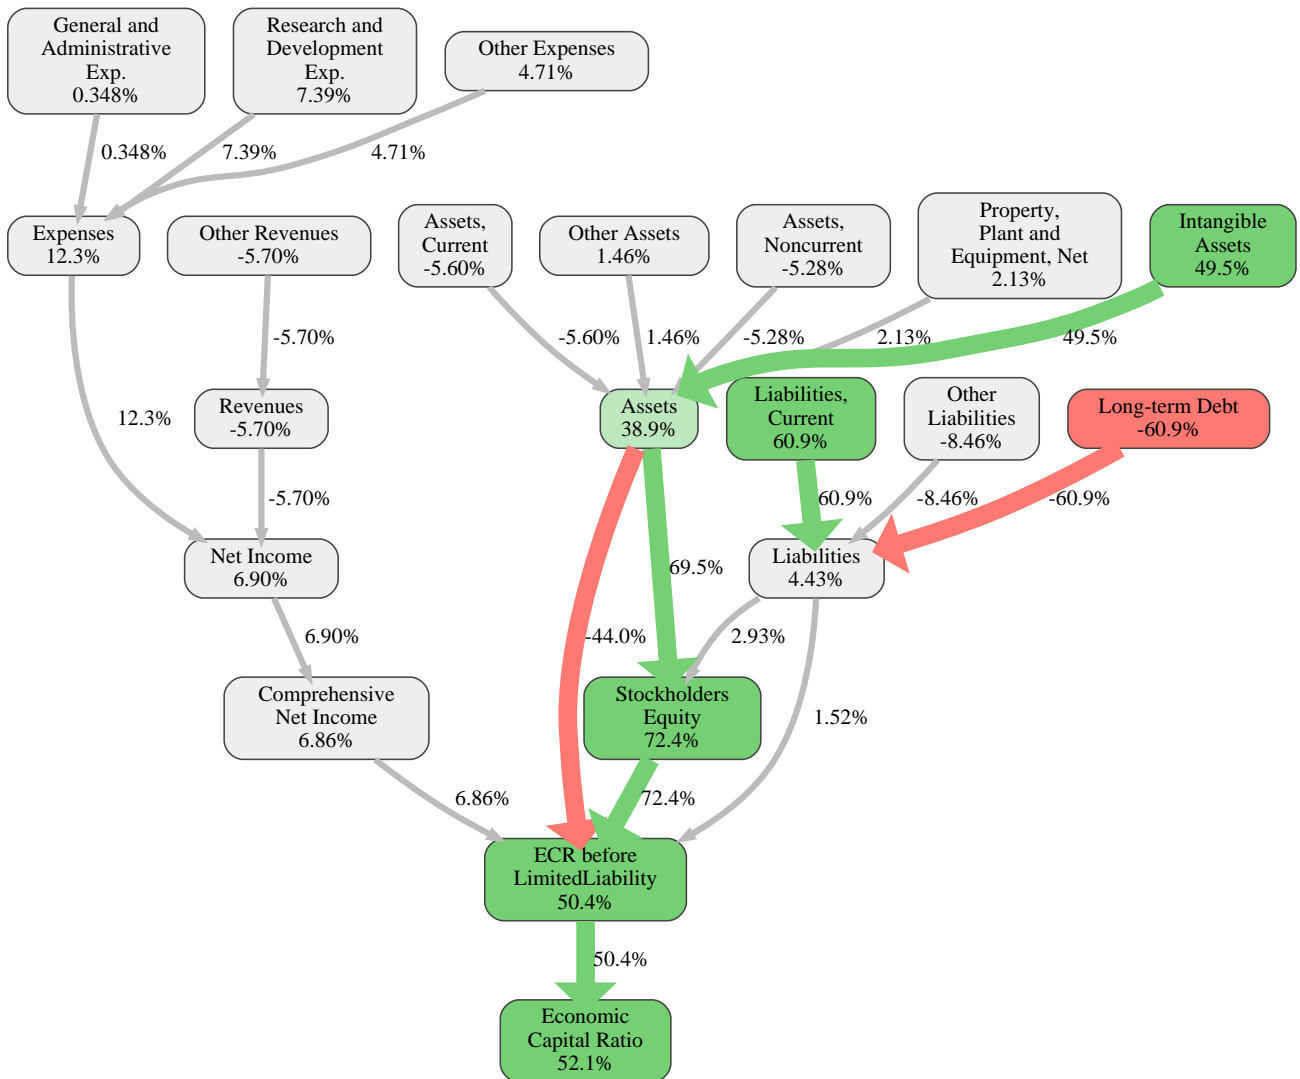 General and
Administrative
Exp.
0.348%
Research and
Development
Exp.
7.39%
Other Expenses
4.71%
0.348%
7.39%
4.71%
Expenses
12.3%
Other Revenues
-5.70%
Assets,
Current
-5.60%
Other Assets
1.46%
Assets,
Noncurrent
-5.28%
Property,
Plant and
Equipment, Net
2.13%
Intangible
Assets
49.5%
-5.70%
-5.60%
1.46%
-5.28%
2.13%
49.5%
12.3%
Revenues
-5.70%
Assets
38.9%
Liabilities,
Current
60.9%
Other
Liabilities
-8.46%
Long-term Debt
-60.9%
-5.70%
60.9%
-8.46%
-60.9%
Net Income
6.90%
69.5%
Liabilities
4.43%
6.90%
-44.0%
2.93%
Comprehensive
Net Income
6.86%
Stockholders
Equity
72.4%
1.52%
6.86%
72.4%
ECR before
LimitedLiability
50.4%
50.4%
Economic
Capital Ratio
52.1%